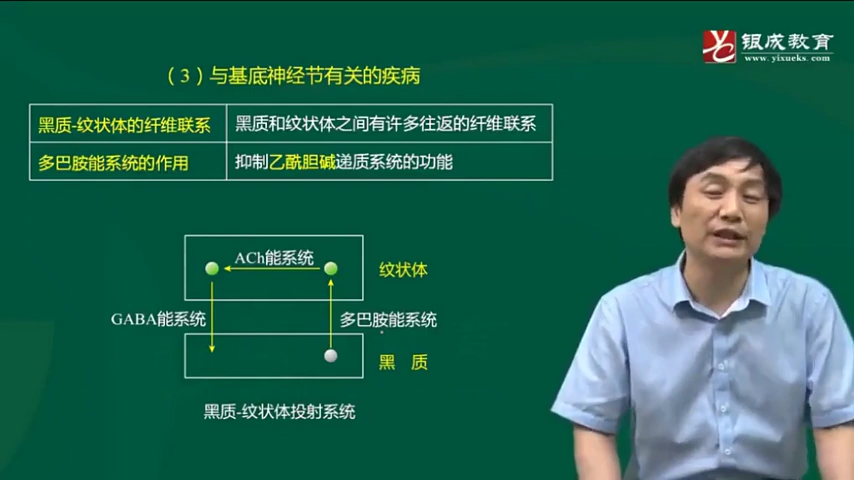 银成教育
www.yixueks.com
（3）与基底神经节有关的疾病
黑质-纹状体的纤维联系
黑质和纹状体之间有许多往返的纤维联系
多巴胺能系统的作用
抑制乙酰胆碱递质系统的功能
ACh能系统
纹状体
GABA能系统
多巴胺能系统
黑 质
黑质-纹状体投射系统